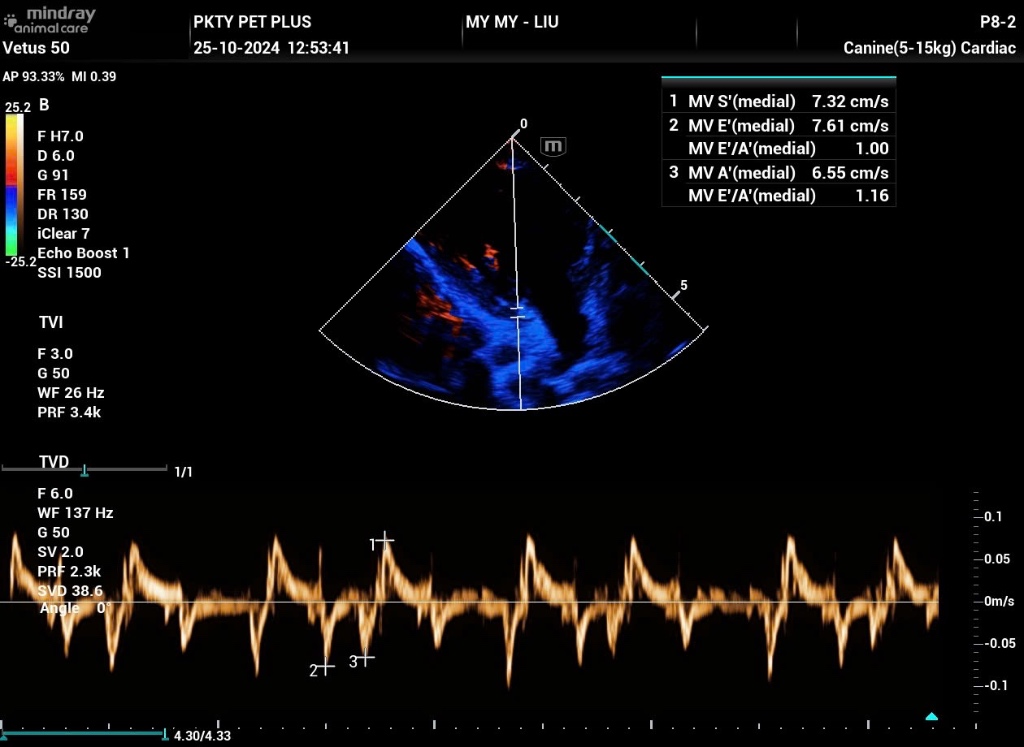 mindray
animal care
Vetus 50
PKTY PET PLUS
25-10-2024 12:53:41
MY MY - LIU
P8-2
Canine(5-15kg) Cardiac
AP 93.33% MI 0.39
25.2
B
F H7.0
D 6.0
G 91
FR 159
DR 130
iClear 7
Echo Boost 1
-25.2
SSI 1500
TVI
F 3.0
G 50
WF 26 Hz
PRF 3.4k
TVD
1/1
F 6.0
WF 137 Hz
G 50
SV 2.0
PRF 2.3k
SVD 38.6
Angle 0°
0
m
5
1 MV S'(medial) 7.32 cm/s
2 MV E'(medial) 7.61 cm/s
MV E'/A'(medial) 1.00
3 MV A'(medial) 6.55 cm/s
MV E'/A'(medial) 1.16
1
2
3
0.1
0.05
0m/s
-0.05
-0.1
4.30/4.33